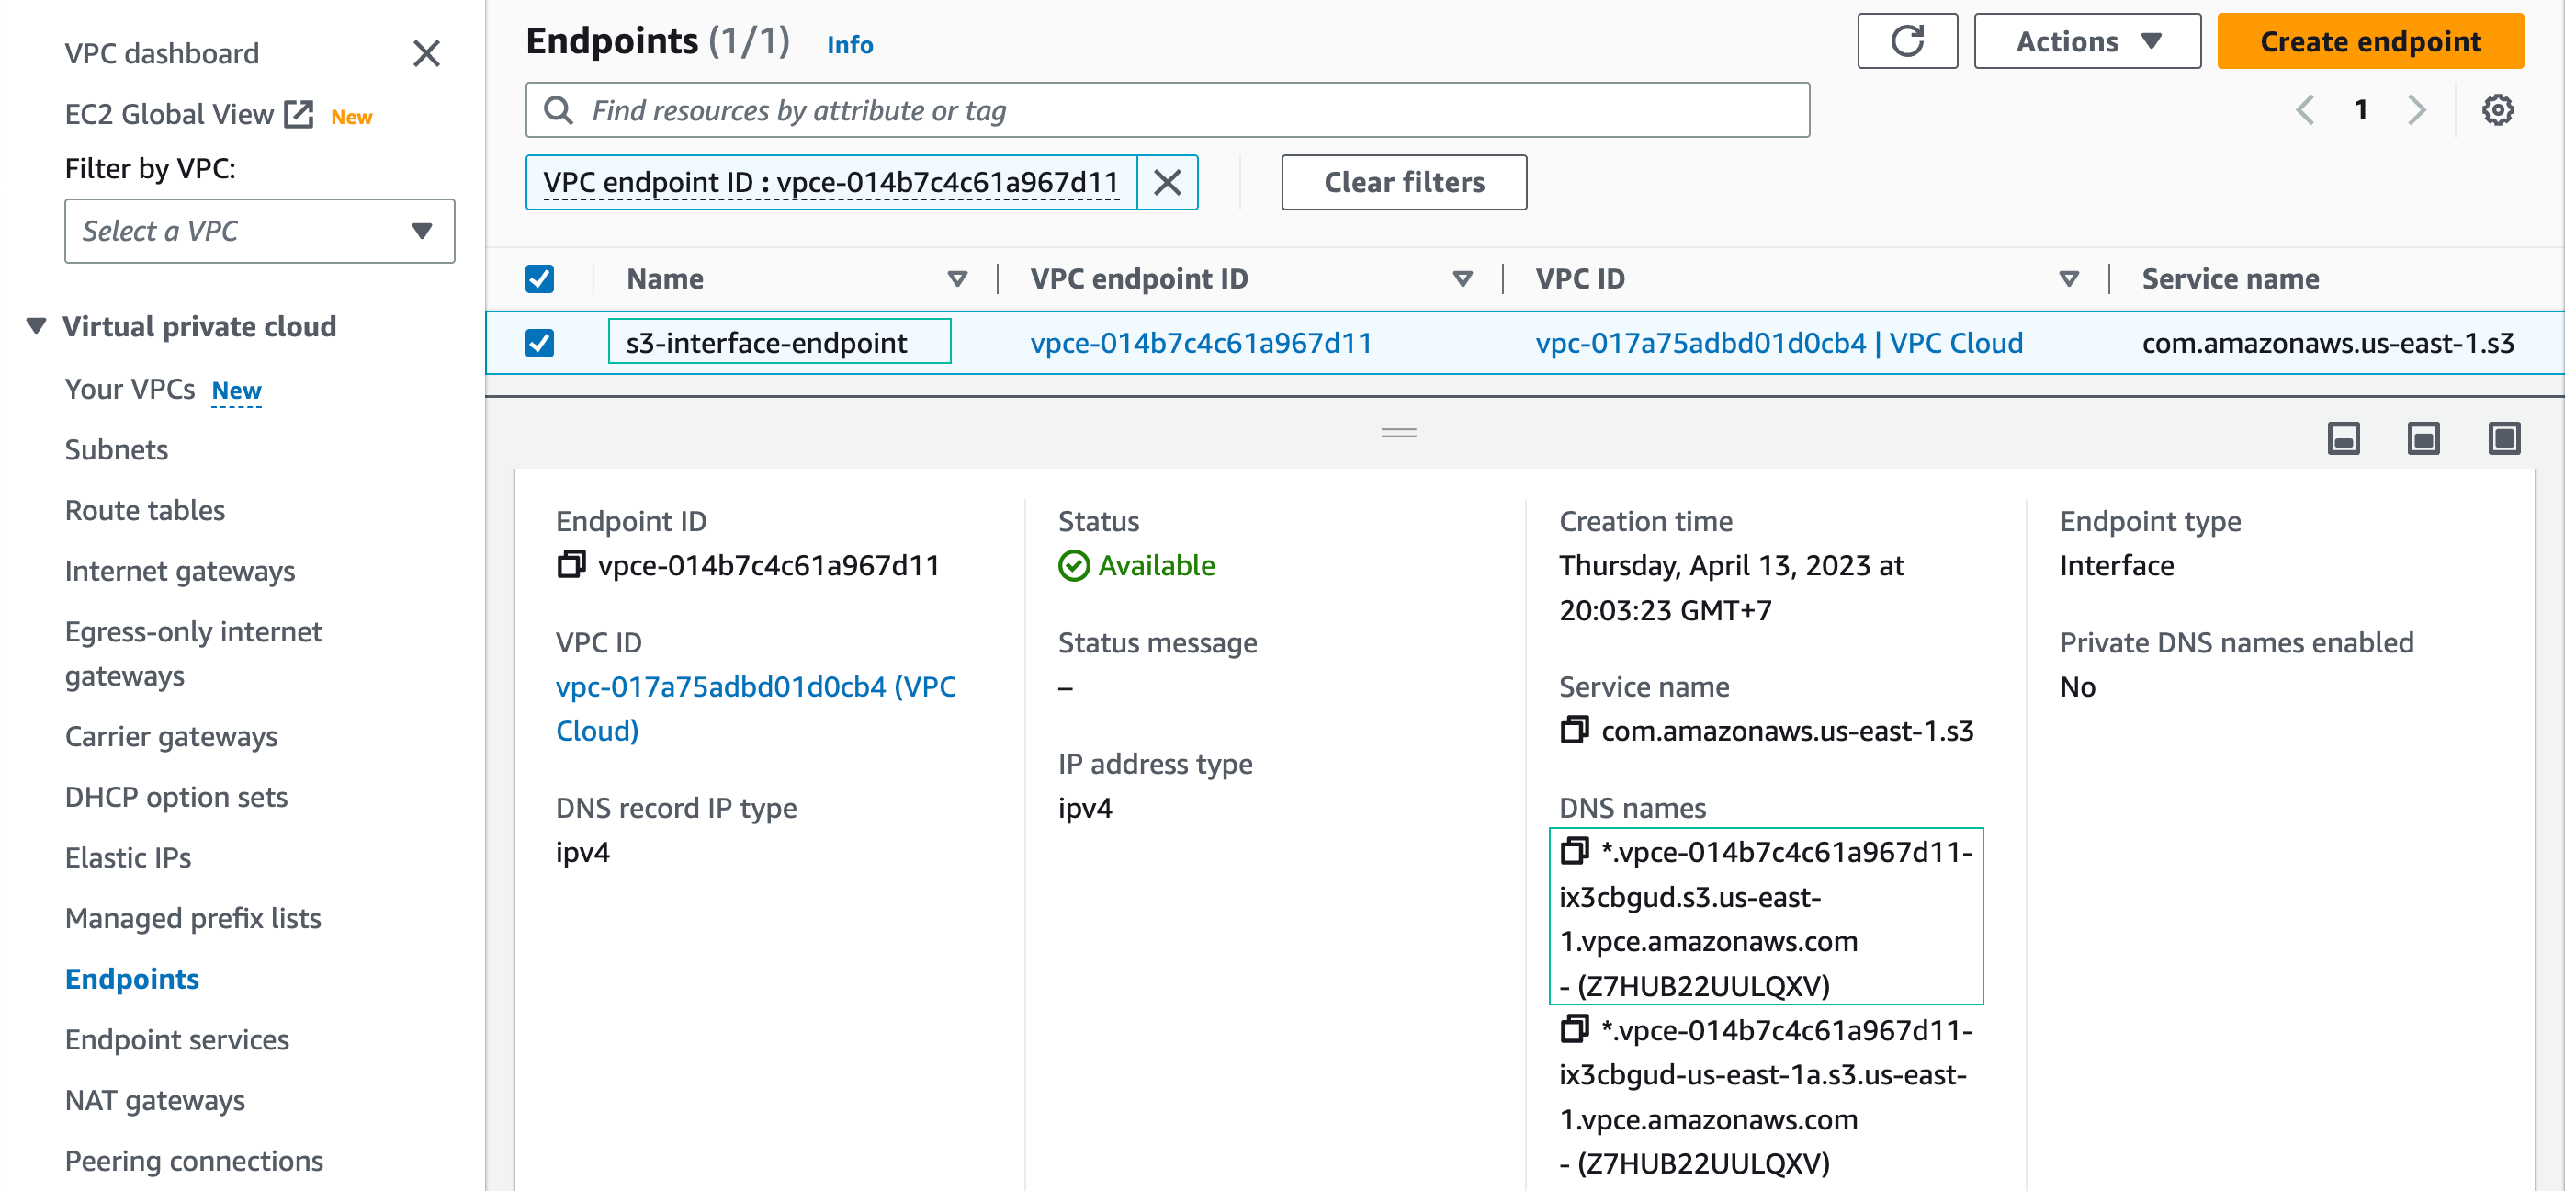 VPC dashboard
EC2 Global View New
Filter by VPC:
Select a VPC
Virtual private cloud
Your VPCs New
Subnets
Route tables
Internet gateways
Egress-only internet
gateways
Carrier gateways
DHCP option sets
Elastic IPs
Managed prefix lists
Endpoints
Endpoint services
NAT gateways
Peering connections
Endpoints (1/1) Info
Actions
Create endpoint
Find resources by attribute or tag
1
VPC endpoint ID : vpce-014b7c4c61a967d11
Clear filters
Name VPC endpoint ID VPC ID Service name
s3-interface-endpoint vpce-014b7c4c61a967d11 vpc-017a75adbd01d0cb4 | VPC Cloud com.amazonaws.us-east-1.s3
Endpoint ID
vpce-014b7c4c61a967d11
VPC ID
vpc-017a75adbd01d0cb4 (VPC
Cloud)
DNS record IP type
ipv4
Status
Available
Status message
–
IP address type
ipv4
Creation time
Thursday, April 13, 2023 at
20:03:23 GMT+7
Service name
com.amazonaws.us-east-1.s3
DNS names
*.vpce-014b7c4c61a967d11-
ix3cbgud.s3.us-east-
1.vpce.amazonaws.com
- (Z7HUB22UULQXV)
*.vpce-014b7c4c61a967d11-
ix3cbgud-us-east-1a.s3.us-east-
1.vpce.amazonaws.com
- (Z7HUB22UULQXV)
Endpoint type
Interface
Private DNS names enabled
No